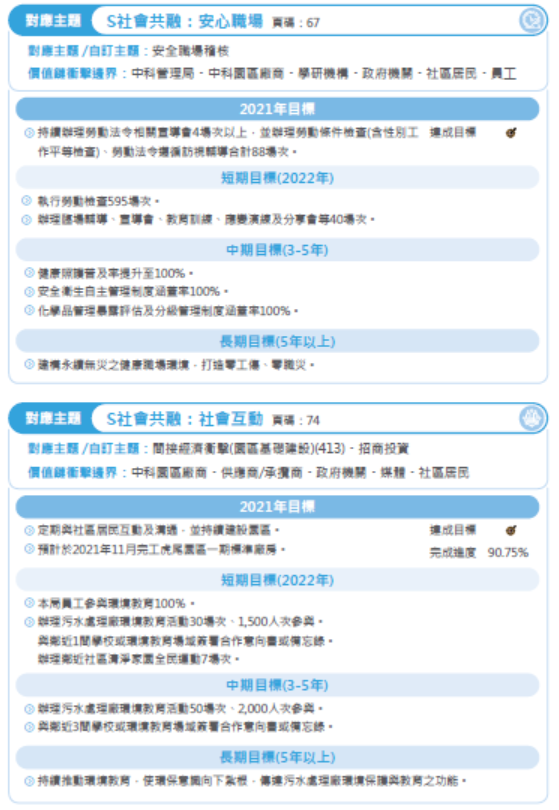 對應主題 S社會共融：安心職場 頁碼：67
對應主題/自訂主題：安全職場稽核
價值鏈衝擊邊界：中科管理局、中科園區廠商、學研機構、政府機關、社區居民、員工
2021年目標
持續辦理勞動法令相關宣導會4場次以上，並辦理勞動條件檢查(含性別工 達成目標
作平等檢查)、勞動法令遵循訪視輔導合計88場次。
短期目標(2022年)
執行勞動檢查595場次。
辦理臨場輔導、宣導會、教育訓練、應變演練及分享會等40場次。
中期目標(3-5年)
健康照護普及率提升至100%。
安全衛生自主管理制度涵蓋率100%。
化學品管理暴露評估及分級管理制度涵蓋率100%。
長期目標(5年以上)
建構永續無災之健康職場環境，打造零工傷、零職災。
對應主題 S社會共融：社會互動 頁碼：74
對應主題/自訂主題：間接經濟衝擊(園區基礎建設)(413)、招商投資
價值鏈衝擊邊界：中科園區廠商、供應商/承攬商、政府機關、媒體、社區居民
2021年目標
定期與社區居民互動及溝通，並持續建設園區。 達成目標
預計於2021年11月完工虎尾園區一期標準廠房。 完成進度 90.75%
短期目標(2022年)
本局員工參與環境教育100%。
辦理污水處理廠環境教育活動30場次、1,500人次參與。
與鄰近1間學校或環境教育場域簽署合作意向書或備忘錄。
辦理鄰近社區清淨家園全民運動7場次。
中期目標(3-5年)
辦理污水處理廠環境教育活動50場次、2,000人次參與。
與鄰近3間學校或環境教育場域簽署合作意向書或備忘錄。
長期目標(5年以上)
持續推動環境教育，使環保意識向下紮根，傳達污水處理廠環境保護與教育之功能。